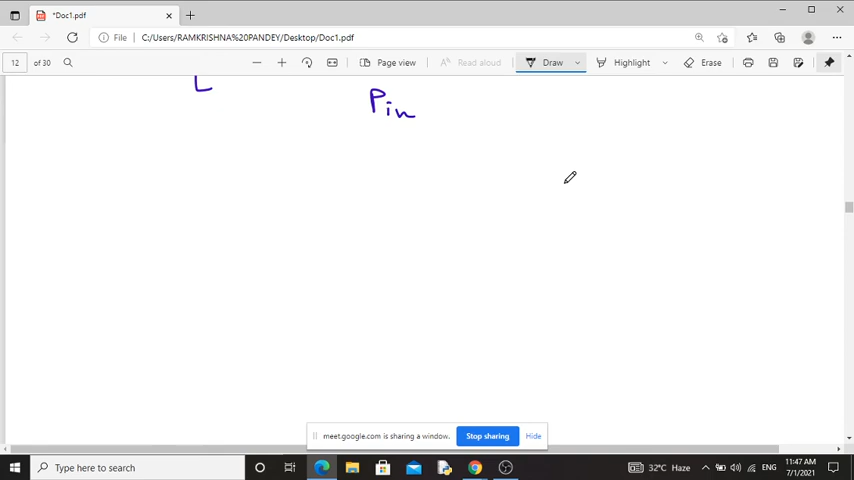 *Doc1.pdf
File C:/Users/RAMKRISHNA%20PANDEY/Desktop/Doc1.pdf
12 of 30 Page view Read aloud Draw Highlight Erase
L
Pin
meet.google.com is sharing a window. Stop sharing Hide
Type here to search 32°C Haze ENG 11:47 AM
7/1/2021